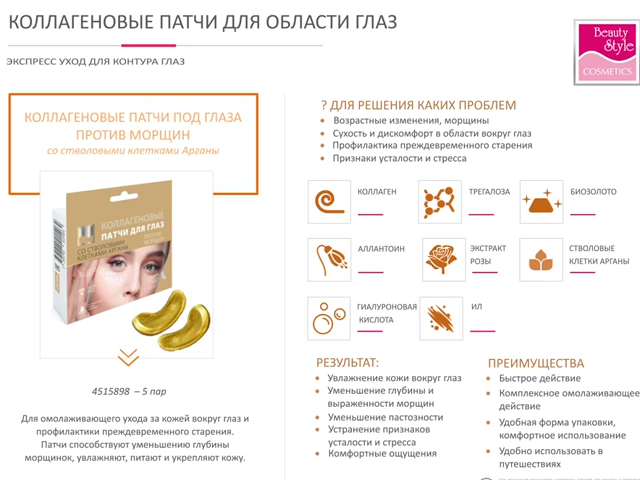 КОЛЛАГЕНОВЫЕ ПАТЧИ ДЛЯ ОБЛАСТИ ГЛАЗ
ЭКСПРЕСС УХОД ДЛЯ КОНТУРА ГЛАЗ
Beauty
Style
COSMETICS
КОЛЛАГЕНОВЫЕ ПАТЧИ ПОД ГЛАЗА
ПРОТИВ МОРЩИН
со стволовыми клетками Арганы
КОЛЛАГЕНОВЫЕ
ПАТЧИ ДЛЯ ГЛАЗ
СО СТВОЛОВЫМИ
КЛЕТКАМИ АРГАНЫ
4515898 – 5 пар
Для омолаживающего ухода за кожей вокруг глаз и
профилактики преждевременного старения.
Патчи способствуют уменьшению глубины
морщинок, увлажняют, питают и укрепляют кожу.
? ДЛЯ РЕШЕНИЯ КАКИХ ПРОБЛЕМ
• Возрастные изменения, морщины
• Сухость и дискомфорт в области вокруг глаз
• Профилактика преждевременного старения
• Признаки усталости и стресса
КОЛЛАГЕН
ТРЕГАЛОЗА
БИОЗОЛОТО
АЛЛАНТОИН
ЭКСТРАКТ
РОЗЫ
СТВОЛОВЫЕ
КЛЕТКИ АРГАНЫ
ГИАЛУРОНОВАЯ
КИСЛОТА
ИЛ
РЕЗУЛЬТАТ:
• Увлажнение кожи вокруг глаз
• Уменьшение глубины и
выраженности морщин
• Уменьшение пастозности
• Устранение признаков
усталости и стресса
• Комфортные ощущения
ПРЕИМУЩЕСТВА
• Быстрое действие
• Комплексное омолаживающее
действие
• Удобная форма упаковки,
комфортное использование
• Удобно использовать в
путешествиях